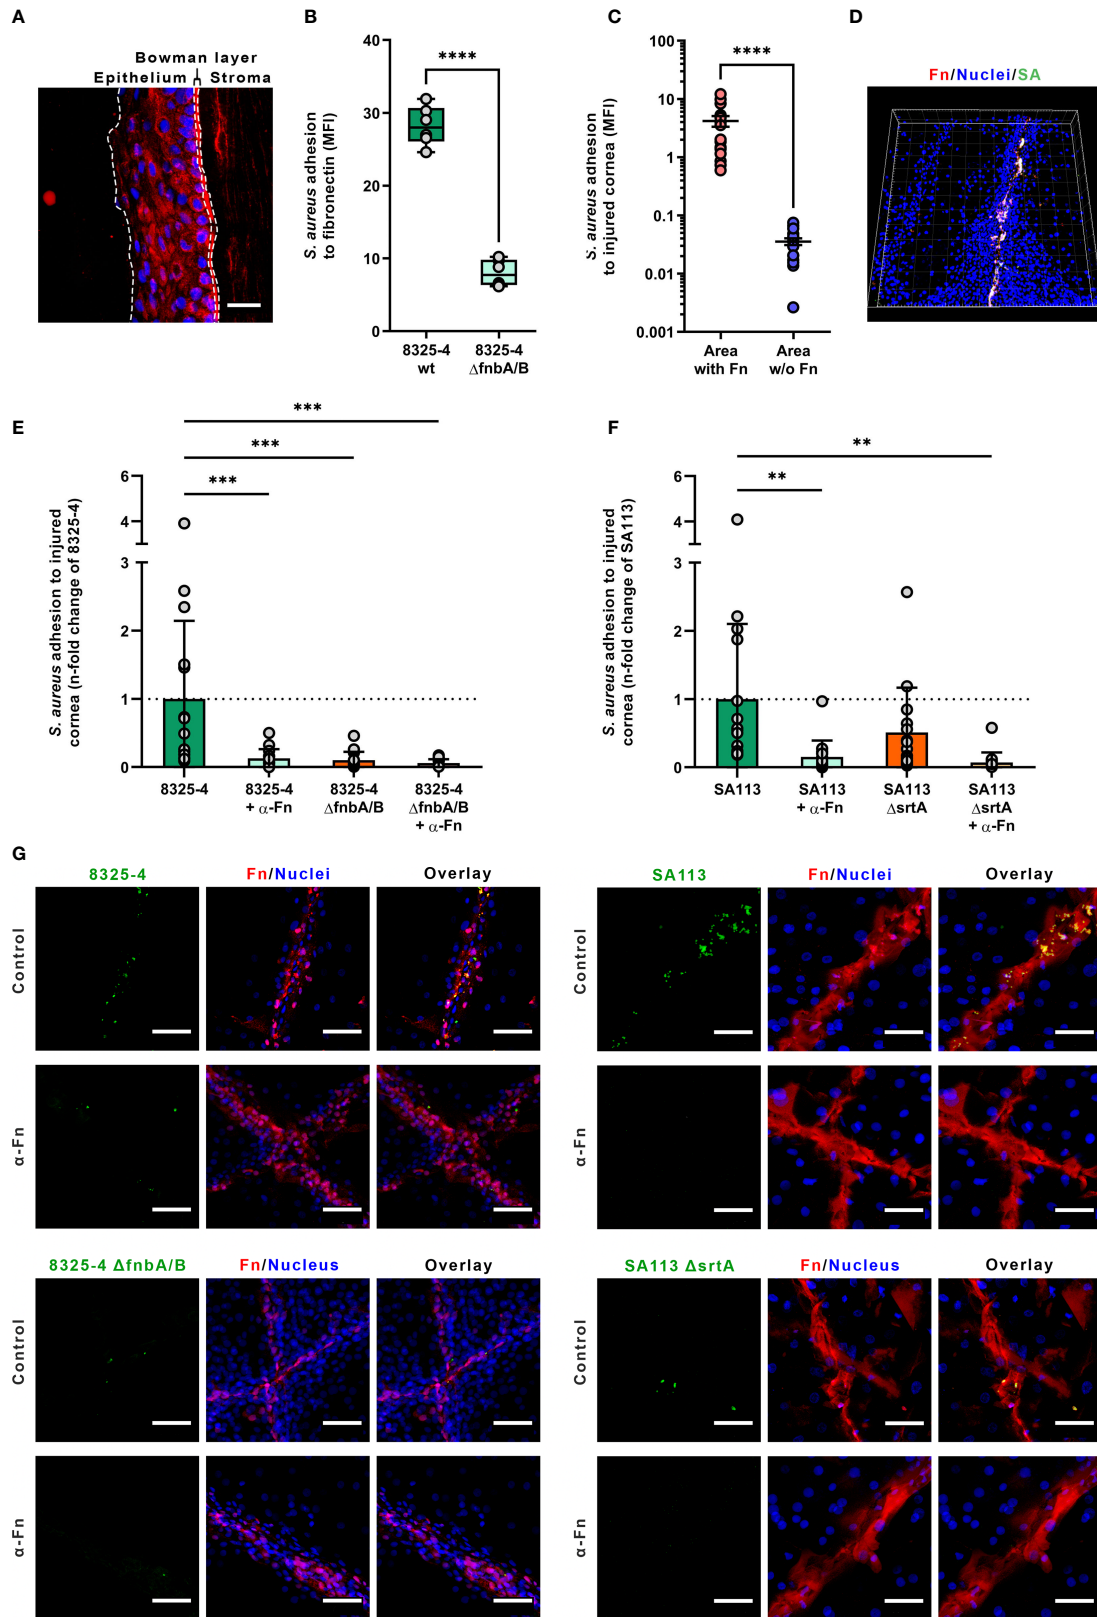 A
Bowman layer
Epithelium
Stroma
B
S. aureus adhesion
to fibronectin (MFI)
40
30
20
10
0
****
8325-4
wt
8325-4
ΔfnbA/B
C
S. aureus adhesion
to injured cornea (MFI)
100
10
1
0.1
0.01
0.001
****
Area
with Fn
Area
w/o Fn
D
Fn/Nuclei/SA
E
S. aureus adhesion to injured
cornea (n-fold change of 8325-4)
6
4
3
2
1
0
***
***
***
8325-4
8325-4
+ α-Fn
8325-4
ΔfnbA/B
8325-4
ΔfnbA/B
+ α-Fn
F
S. aureus adhesion to injured
cornea (n-fold change of SA113)
6
4
3
2
1
0
**
**
SA113
SA113
+ α-Fn
SA113
ΔsrtA
SA113
ΔsrtA
+ α-Fn
G
8325-4
Fn/Nuclei
Overlay
Control
α-Fn
8325-4 ΔfnbA/B
Fn/Nucleus
Overlay
Control
α-Fn
SA113
Fn/Nuclei
Overlay
Control
α-Fn
SA113 ΔsrtA
Fn/Nucleus
Overlay
Control
α-Fn